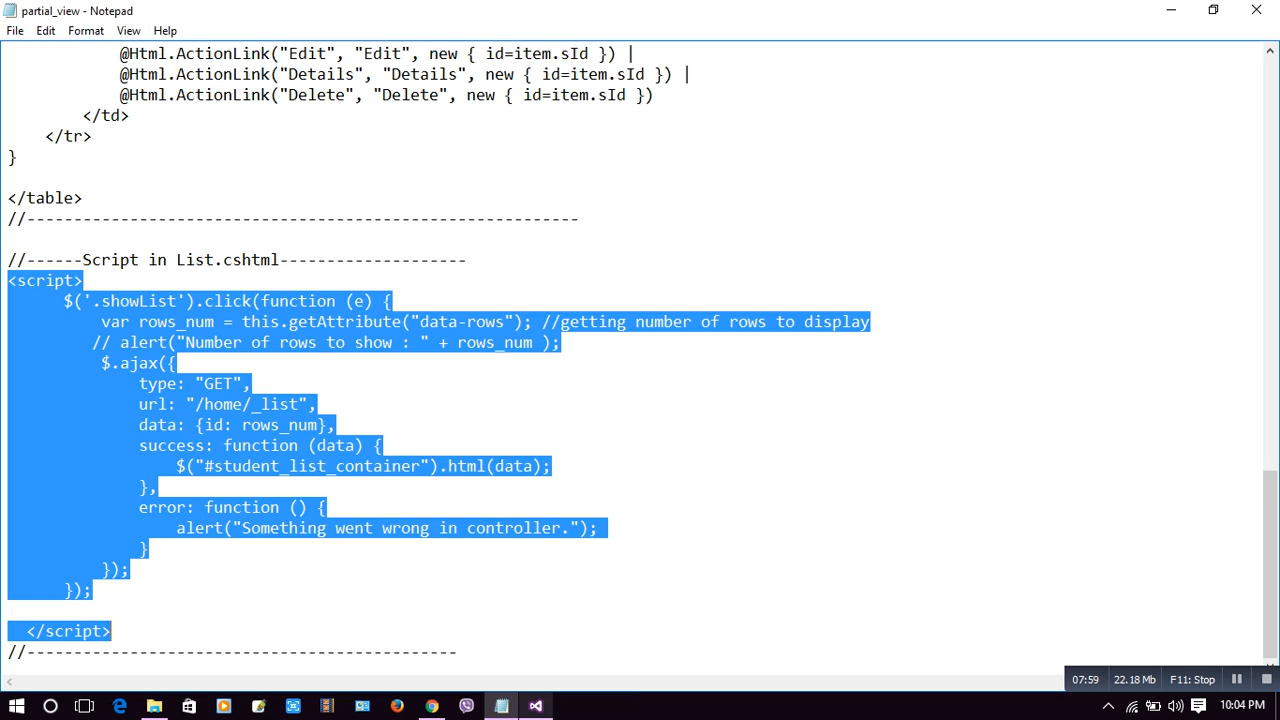 partial_view - Notepad
File Edit Format View Help
@Html.ActionLink("Edit", "Edit", new { id=item.sId }) |
@Html.ActionLink("Details", "Details", new { id=item.sId }) |
@Html.ActionLink("Delete", "Delete", new { id=item.sId })
</td>
</tr>
}
</table>
//-----------------------------------------------------------
//------Script in List.cshtml--------------------
<script>
$('.showList').click(function (e) {
var rows_num = this.getAttribute("data-rows"); //getting number of rows to display
// alert("Number of rows to show : " + rows_num );
$.ajax({
type: "GET",
url: "/home/_list",
data: {id: rows_num},
success: function (data) {
$("#student_list_container").html(data);
},
error: function () {
alert("Something went wrong in controller.");
}
});
});
</script>
//----------------------------------------------
07:59 22.18 Mb F11: Stop
10:04 PM